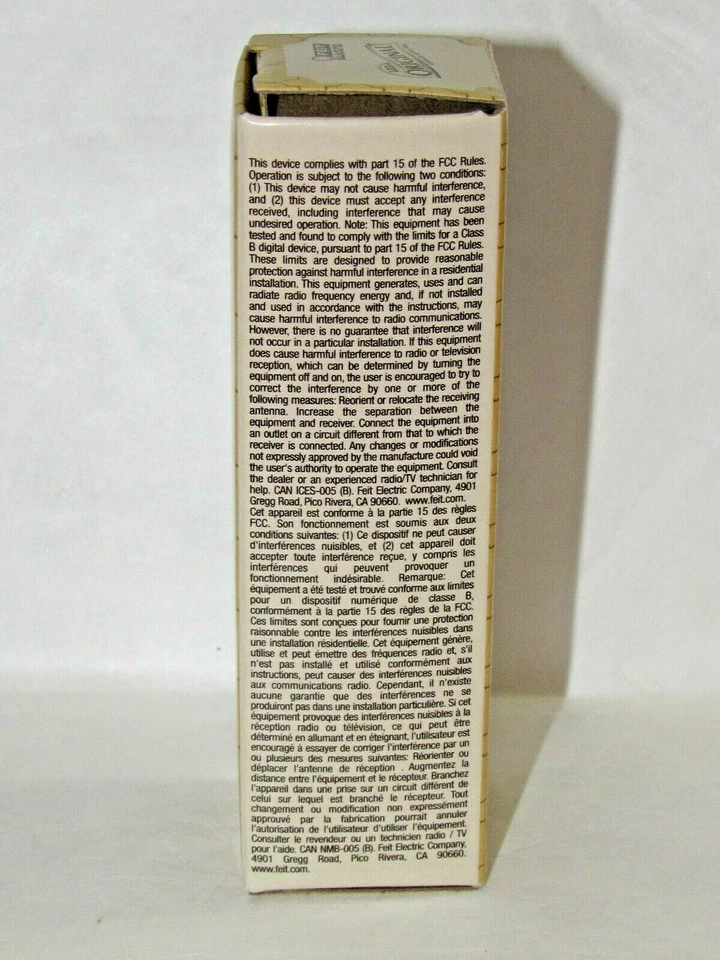 ORIGINAL
This device complies with part 15 of the FCC Rules.
Operation is subject to the following two conditions:
(1) This device may not cause harmful interference,
and (2) this device must accept any interference
received, including interference that may cause
undesired operation. Note: This equipment has been
tested and found to comply with the limits for a Class
B digital device, pursuant to part 15 of the FCC Rules.
These limits are designed to provide reasonable
protection against harmful interference in a residential
installation. This equipment generates, uses and can
radiate radio frequency energy and, if not installed
and used in accordance with the instructions, may
cause harmful interference to radio communications.
However, there is no guarantee that interference will
not occur in a particular installation. If this equipment
does cause harmful interference to radio or television
reception, which can be determined by turning the
equipment off and on, the user is encouraged to try to
correct the interference by one or more of the
following measures: Reorient or relocate the receiving
antenna. Increase the separation between the
equipment and receiver. Connect the equipment into
an outlet on a circuit different from that to which the
receiver is connected. Any changes or modifications
not expressly approved by the manufacture could void
the user's authority to operate the equipment. Consult
the dealer or an experienced radio/TV technician for
help. CAN ICES-005 (B). Feit Electric Company, 4901
Gregg Road, Pico Rivera, CA 90660. www.feit.com.
Cet appareil est conforme à la partie 15 des règles
FCC. Son fonctionnement est soumis aux deux
conditions suivantes: (1) Ce dispositif ne peut causer
d'interférences nuisibles, et (2) cet appareil doit
accepter toute interférence reçue, y compris les
interférences qui peuvent provoquer un
fonctionnement indésirable. Remarque: Cet
équipement a été testé et trouvé conforme aux limites
pour un dispositif numérique de classe B,
conformément à la partie 15 des règles de la FCC.
Ces limites sont conçues pour fournir une protection
raisonnable contre les interférences nuisibles dans
une installation résidentielle. Cet équipement génère,
utilise et peut émettre des fréquences radio et, s'il
n'est pas installé et utilisé conformément aux
instructions, peut causer des interférences nuisibles
aux communications radio. Cependant, il n'existe
aucune garantie que des interférences ne se
produiront pas dans une installation particulière. Si cet
équipement provoque des interférences nuisibles à la
réception radio ou télévision, ce qui peut être
déterminé en allumant et en éteignant, l'utilisateur est
encouragé à essayer de corriger l'interférence par un
ou plusieurs des mesures suivantes: Réorienter ou
déplacer l'antenne de réception . Augmentez la
distance entre l'équipement et le récepteur. Branchez
l'appareil dans une prise sur un circuit différent de
celui sur lequel est branché le récepteur. Tout
changement ou modification non expressément
approuvé par la fabrication pourrait annuler
l'autorisation de l'utilisateur d'utiliser l'équipement.
Consulter le revendeur ou un technicien radio / TV
pour l'aide. CAN NMB-005 (B). Feit Electric Company,
4901 Gregg Road, Pico Rivera, CA 90660.
www.feit.com.